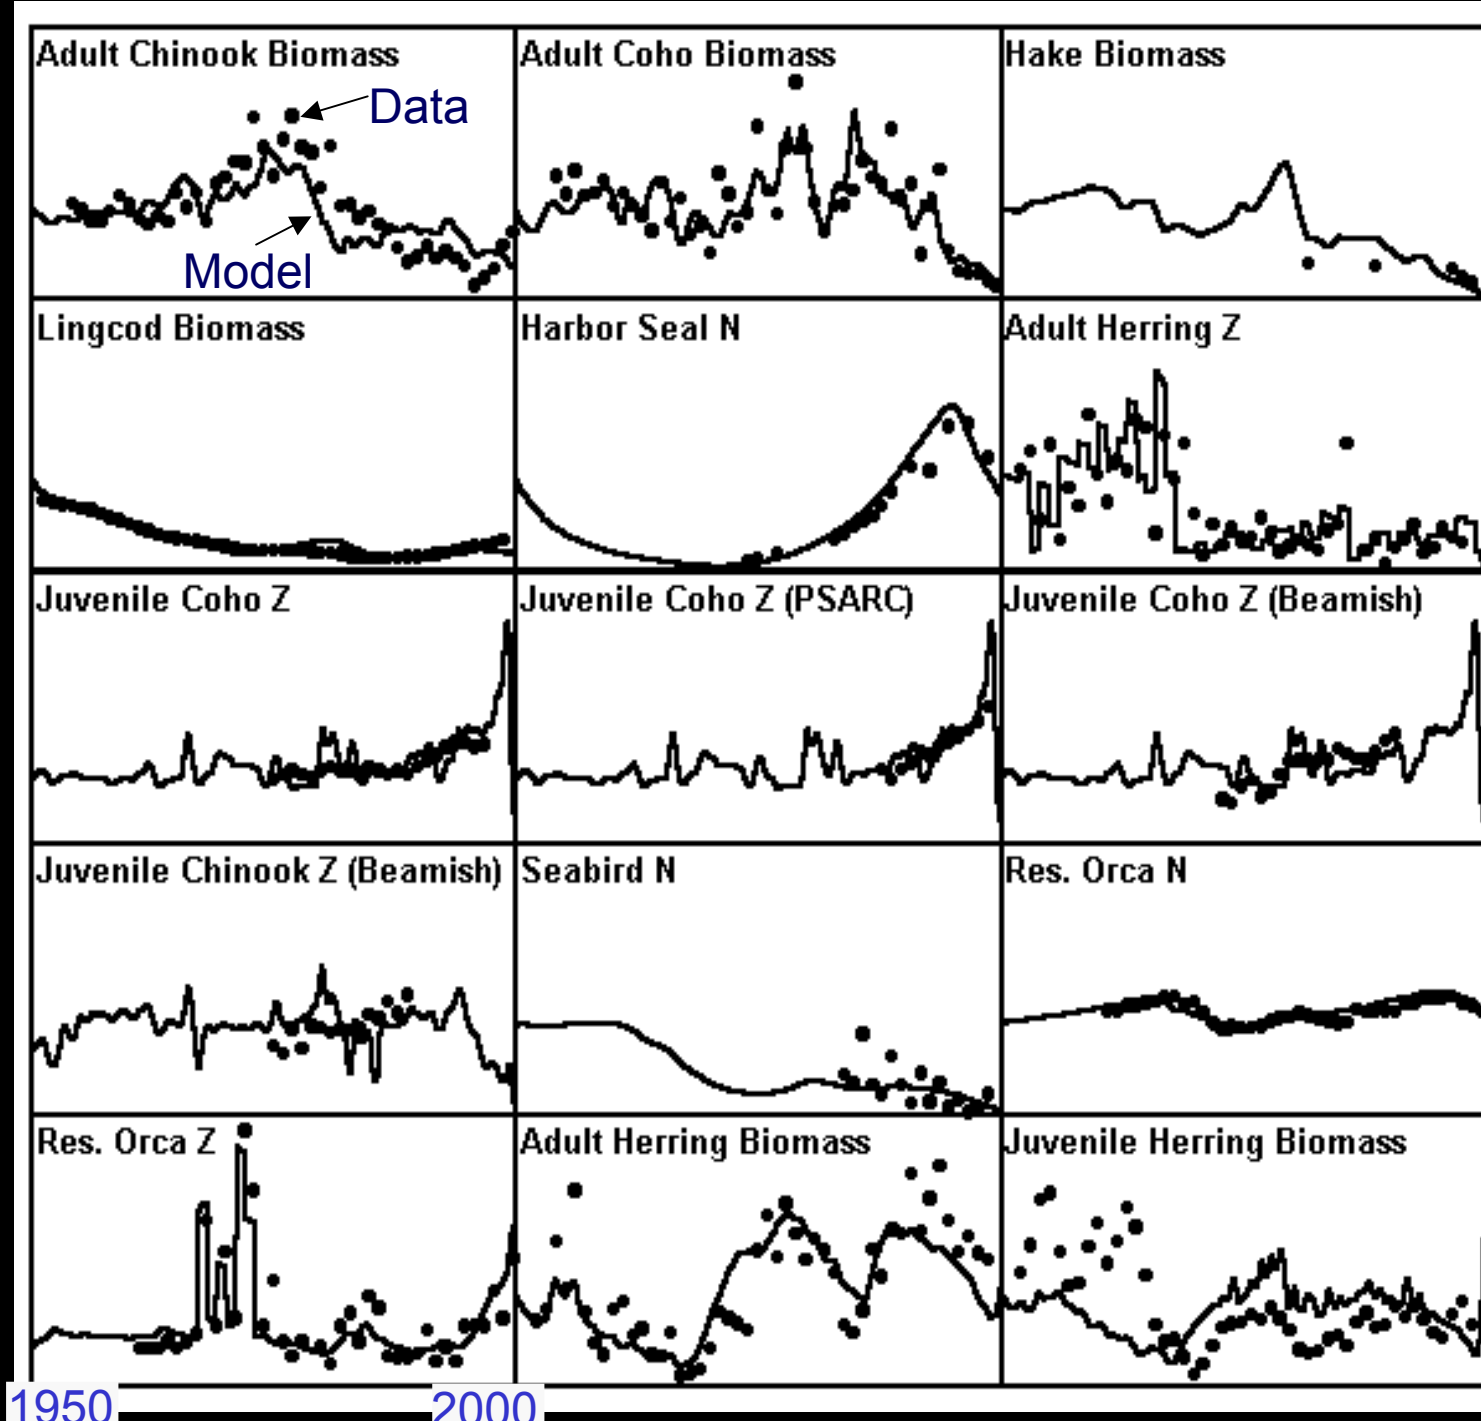 Adult Chinook Biomass
Adult Coho Biomass
Hake Biomass
Data
Model
Lingcod Biomass
Harbor Seal N
Adult Herring Z
Juvenile Coho Z
Juvenile Coho Z (PSARC)
Juvenile Coho Z (Beamish)
Juvenile Chinook Z (Beamish)
Seabird N
Res. Orca N
Res. Orca Z
Adult Herring Biomass
Juvenile Herring Biomass
1950
2000